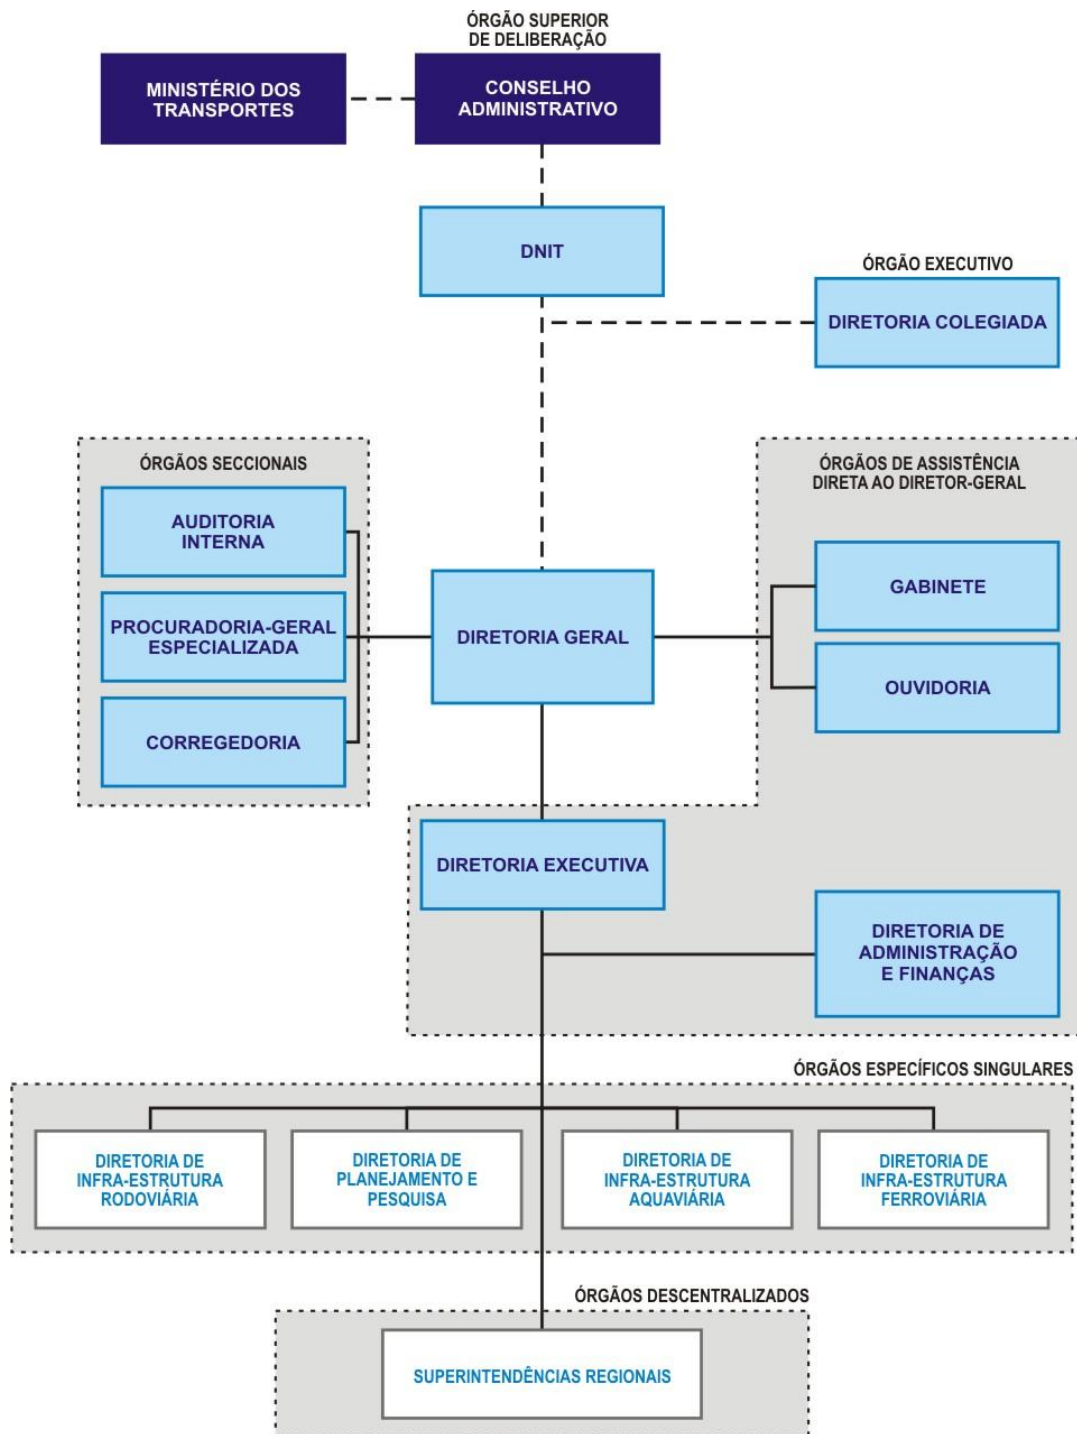 ÓRGÃO SUPERIOR
DE DELIBERAÇÃO
MINISTÉRIO DOS
TRANSPORTES
CONSELHO
ADMINISTRATIVO
DNIT
ÓRGÃO EXECUTIVO
DIRETORIA COLEGIADA
ÓRGÃOS SECCIONAIS
AUDITORIA
INTERNA
PROCURADORIA-GERAL
ESPECIALIZADA
CORREGEDORIA
DIRETORIA GERAL
ÓRGÃOS DE ASSISTÊNCIA
DIRETA AO DIRETOR-GERAL
GABINETE
OUVIDORIA
DIRETORIA EXECUTIVA
DIRETORIA DE
ADMINISTRAÇÃO
E FINANÇAS
ÓRGÃOS ESPECÍFICOS SINGULARES
DIRETORIA DE
INFRA-ESTRUTURA
RODOVIÁRIA
DIRETORIA DE
PLANEJAMENTO E
PESQUISA
DIRETORIA DE
INFRA-ESTRUTURA
AQUAVIÁRIA
DIRETORIA DE
INFRA-ESTRUTURA
FERROVIÁRIA
ÓRGÃOS DESCENTRALIZADOS
SUPERINTENDÊNCIAS REGIONAIS